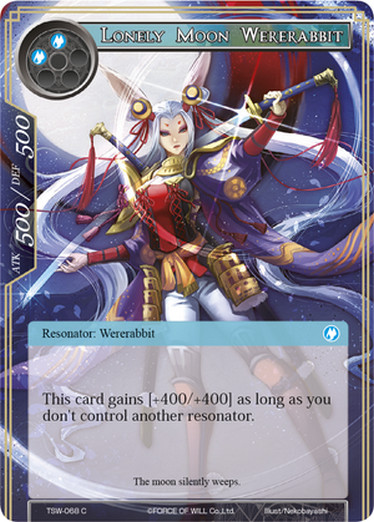 Lonely Moon Wererabbit
ATK 500 / DEF 500
Resonator: Wererabbit
This card gains [+400/+400] as long as you
don't control another resonator.
The moon silently weeps.
TSW-068 C ©FORCE OF WILL Co.,Ltd. Illust/Nekobayashi